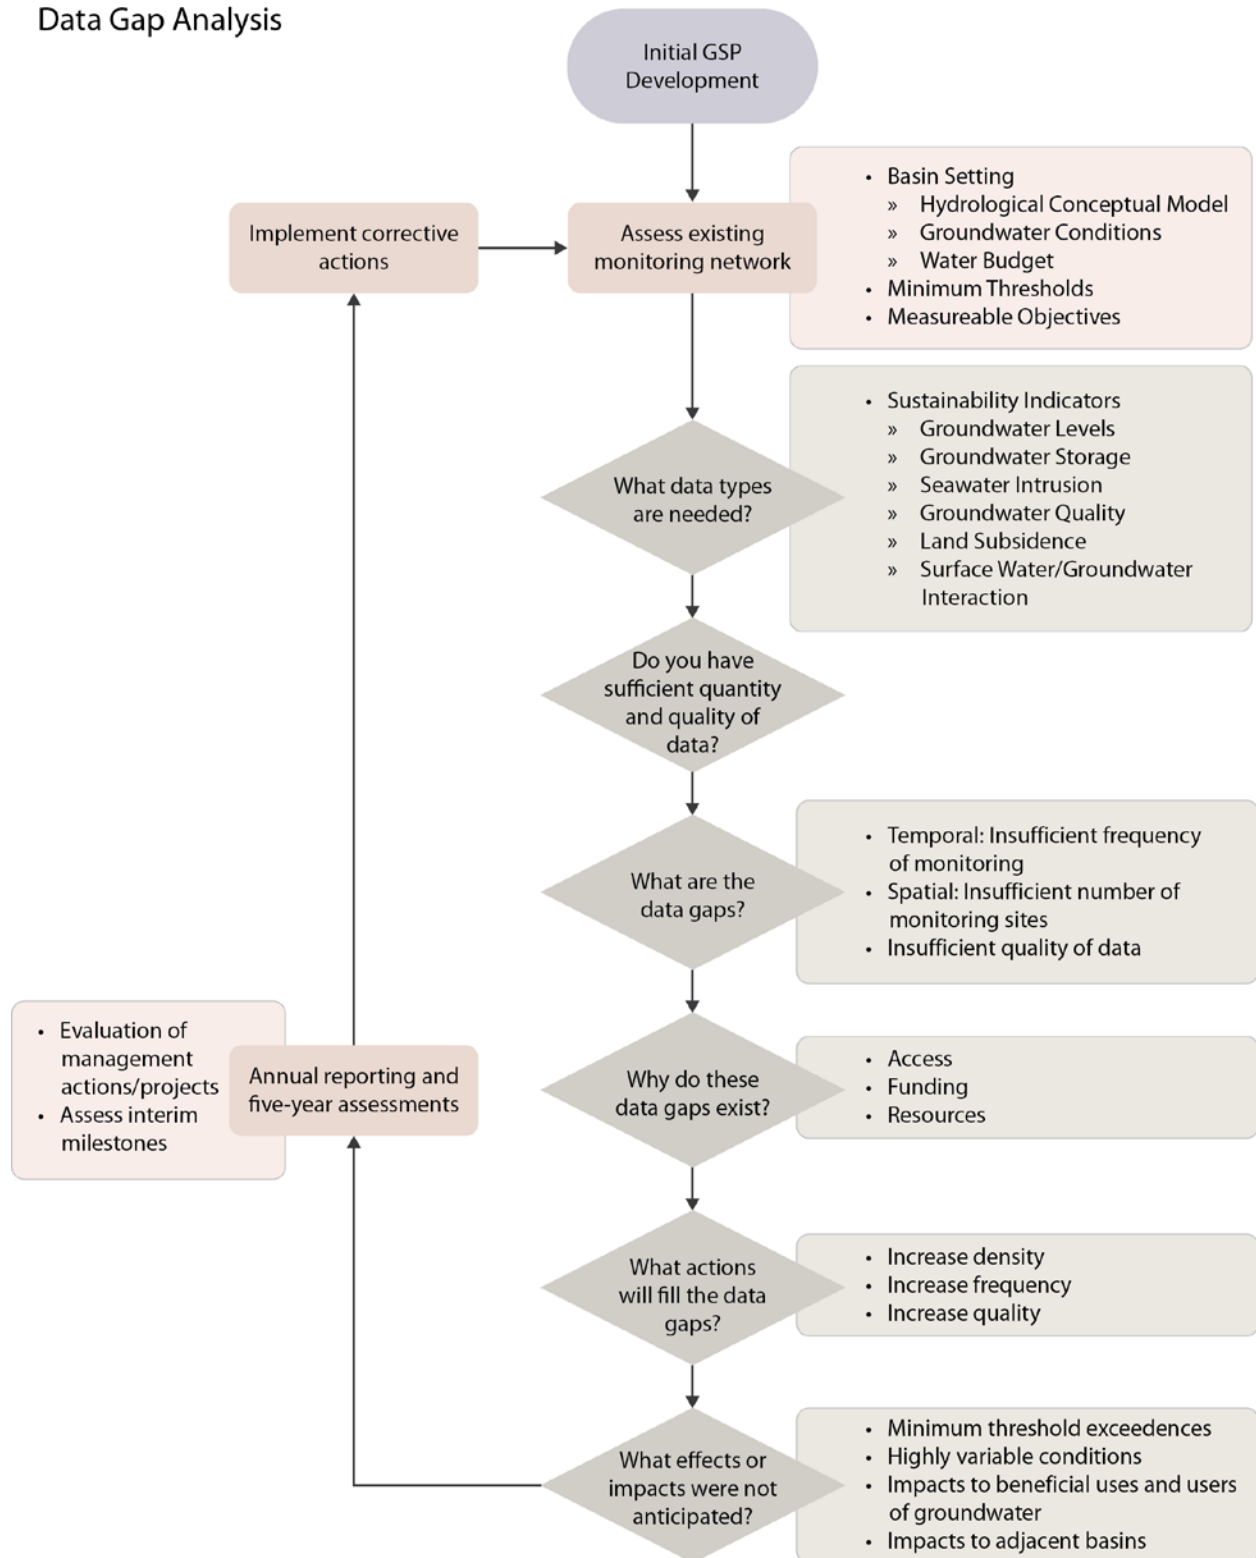 Data Gap Analysis
Initial GSP
Development
Implement corrective
actions
Assess existing
monitoring network
• Basin Setting
» Hydrological Conceptual Model
» Groundwater Conditions
» Water Budget
• Minimum Thresholds
• Measureable Objectives
What data types
are needed?
• Sustainability Indicators
» Groundwater Levels
» Groundwater Storage
» Seawater Intrusion
» Groundwater Quality
» Land Subsidence
» Surface Water/Groundwater
Interaction
Do you have
sufficient quantity
and quality of
data?
What are the
data gaps?
• Temporal: Insufficient frequency
of monitoring
• Spatial: Insufficient number of
monitoring sites
• Insufficient quality of data
• Evaluation of
management
actions/projects
• Assess interim
milestones
Annual reporting and
five-year assessments
Why do these
data gaps exist?
• Access
• Funding
• Resources
What actions
will fill the data
gaps?
• Increase density
• Increase frequency
• Increase quality
What effects or
impacts were not
anticipated?
• Minimum threshold exceedences
• Highly variable conditions
• Impacts to beneficial uses and users
of groundwater
• Impacts to adjacent basins